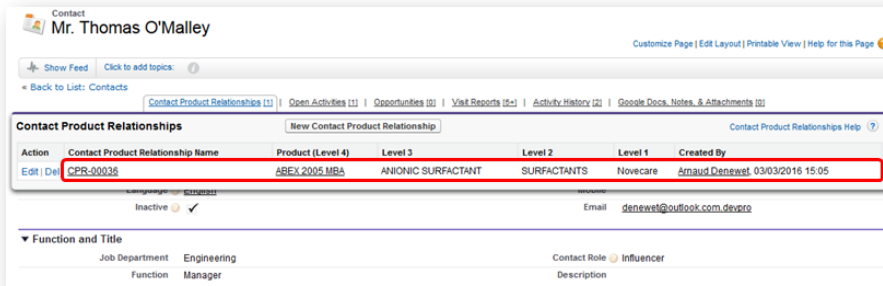 Contact
Mr. Thomas O'Malley
Customize Page | Edit Layout | Printable View | Help for this Page
Show Feed Click to add topics:
« Back to List: Contacts
Contact Product Relationships [1] | Open Activities [1] | Opportunities [0] | Visit Reports [5+] | Activity History [2] | Google Docs, Notes, & Attachments [0]
Contact Product Relationships New Contact Product Relationship Contact Product Relationships Help ?
Action Contact Product Relationship Name Product (Level 4) Level 3 Level 2 Level 1 Created By
Edit | Del CPR-00036 ABEX 2005 MBA ANIONIC SURFACTANT SURFACTANTS Novecare Arnaud Denewet, 03/03/2016 15:05
Language English Mobile
Inactive Email denewet@outlook.com.devpro
Function and Title
Job Department Engineering Contact Role Influencer
Function Manager Description